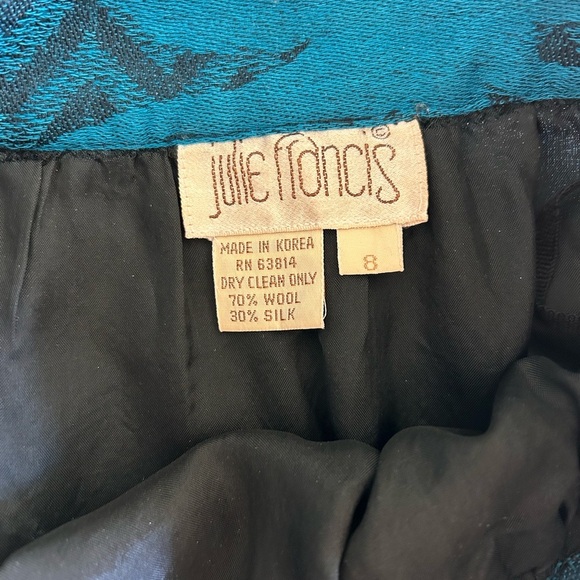 julie francis ©
MADE IN KOREA
RN 63814
DRY CLEAN ONLY
70% WOOL
30% SILK
8